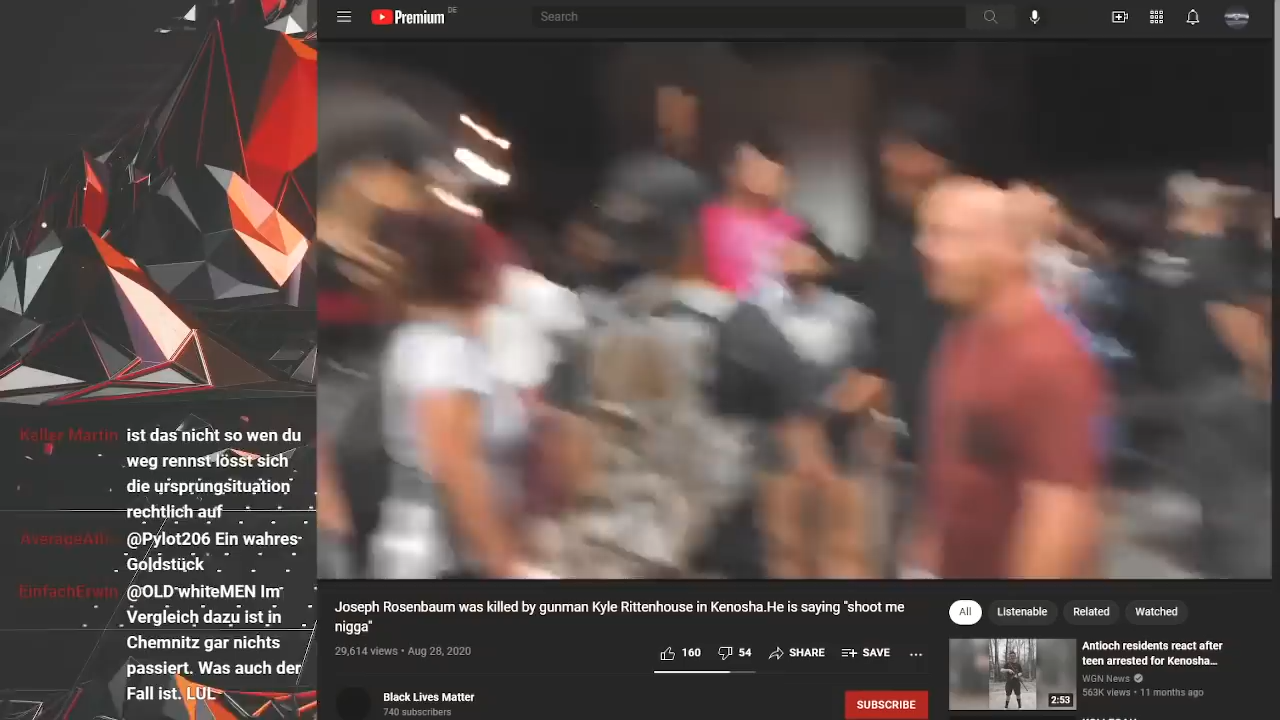 Premium DE
Search
Keller Martin ist das nicht so wen du
weg rennst lösst sich
die ursprungsituation
rechtlich auf
@Pylot206 Ein wahres
Goldstück
EinfachErwin @OLD whiteMEN Im
Vergleich dazu ist in
Chemnitz gar nichts
passiert. Was auch der
Fall ist. LUL
Joseph Rosenbaum was killed by gunman Kyle Rittenhouse in Kenosha.He is saying "shoot me
nigga"
29,614 views • Aug 28, 2020
160 54 SHARE SAVE
Black Lives Matter
740 subscribers
SUBSCRIBE
All Listenable Related Watched
Antioch residents react after
teen arrested for Kenosha...
WGN News
563K views • 11 months ago
2:53